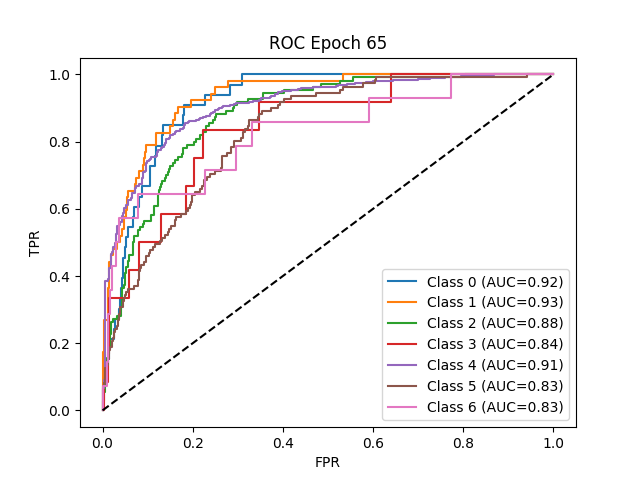 ROC Epoch 65
1.0
0.8
0.6
0.4
0.2
0.0
TPR
0.0 0.2 0.4 0.6 0.8 1.0
FPR
Class 0 (AUC=0.92)
Class 1 (AUC=0.93)
Class 2 (AUC=0.88)
Class 3 (AUC=0.84)
Class 4 (AUC=0.91)
Class 5 (AUC=0.83)
Class 6 (AUC=0.83)